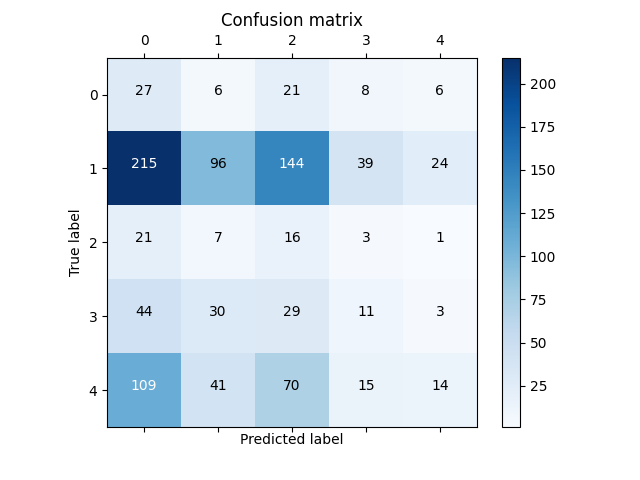 Confusion matrix
0 1 2 3 4
0 27 6 21 8 6
1 215 96 144 39 24
2 21 7 16 3 1
3 44 30 29 11 3
4 109 41 70 15 14
True label
Predicted label
200
175
150
125
100
75
50
25